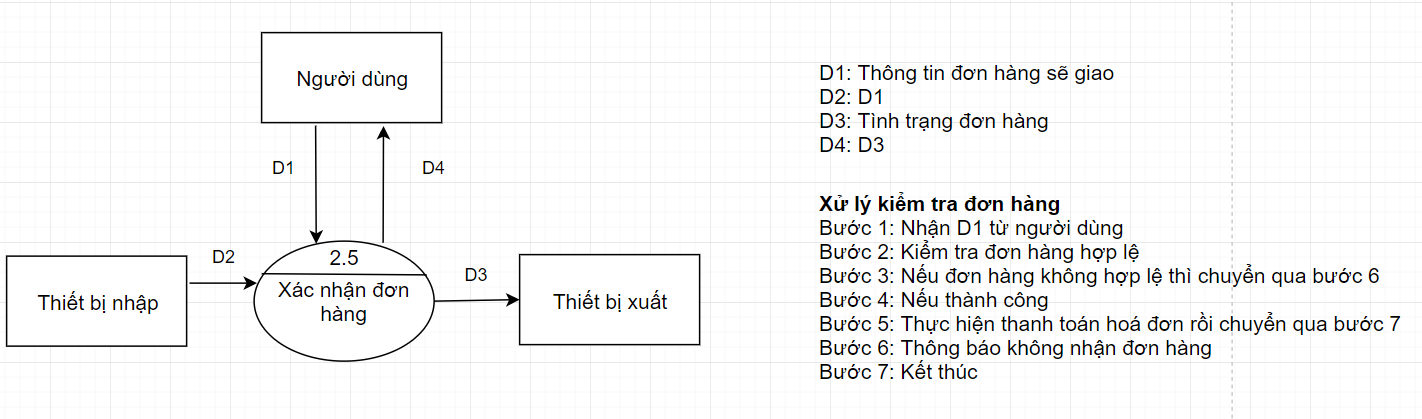 Người dùng
D1
D4
D2
2.5
Xác nhận đơn
hàng
D3
Thiết bị nhập
Thiết bị xuất
D1: Thông tin đơn hàng sẽ giao
D2: D1
D3: Tình trạng đơn hàng
D4: D3
Xử lý kiểm tra đơn hàng
Bước 1: Nhận D1 từ người dùng
Bước 2: Kiểm tra đơn hàng hợp lệ
Bước 3: Nếu đơn hàng không hợp lệ thì chuyển qua bước 6
Bước 4: Nếu thành công
Bước 5: Thực hiện thanh toán hoá đơn rồi chuyển qua bước 7
Bước 6: Thông báo không nhận đơn hàng
Bước 7: Kết thúc